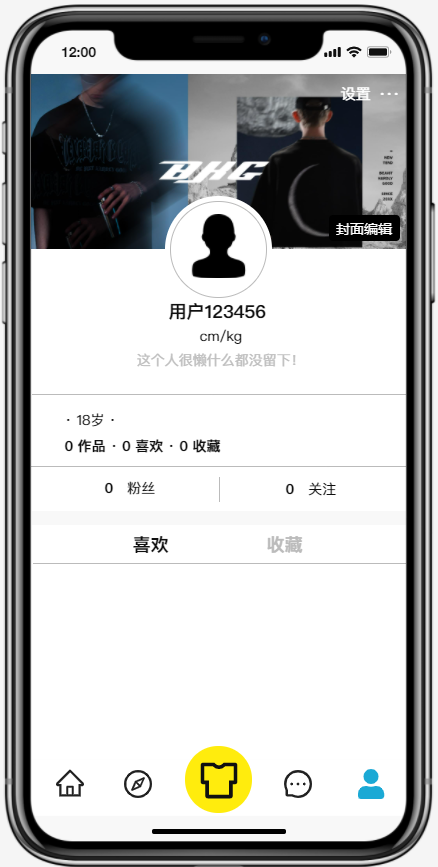 12:00
设置 ···
BHG
封面编辑
用户123456
cm/kg
这个人很懒什么都没留下!
· 18岁 ·
0 作品 · 0 喜欢 · 0 收藏
0 粉丝
0 关注
喜欢
收藏